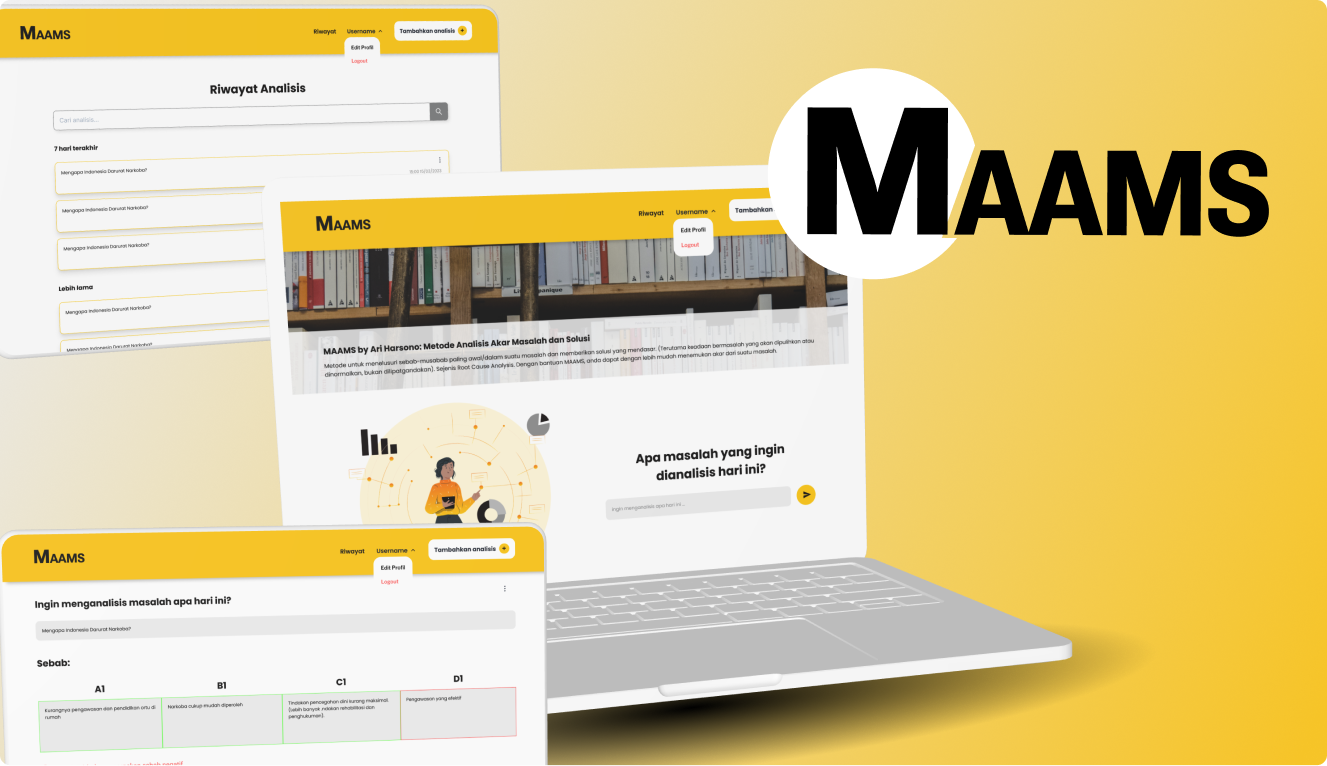 MAAMS
Riwayat
Username
Tambahkan analisis
Edit Profil
Logout
Riwayat Analisis
Cari analisis...
7 hari terakhir
Mengapa Indonesia Darurat Narkoba?
Mengapa Indonesia Darurat Narkoba?
Mengapa Indonesia Darurat Narkoba?
Lebih lama
Mengapa Indonesia Darurat Narkoba?
Mengapa Indonesia Darurat Narkoba?
MAAMS
MAAMS
Riwayat
Username
Tambahkan
Edit Profil
Logout
MAAMS by Ari Harsono: Metode Analisis Akar Masalah dan Solusi
Metode untuk menelusuri sebab-musabab paling awal/dalam suatu masalah dan memberikan solusi yang mendasar. (Terutama keadaan bermasalah yang akan dipulihkan atau
dinormalkan, bukan dilipatgandakan). Sejenis Root Cause Analysis. Dengan bantuan MAAMS, anda dapat dengan lebih mudah menemukan akar dari suatu masalah.
Apa masalah yang ingin
dianalisis hari ini?
Ingin menganalisis apa hari ini...
MAAMS
Riwayat
Username
Tambahkan analisis
Edit Profil
Logout
Ingin menganalisis masalah apa hari ini?
Mengapa Indonesia Darurat Narkoba?
Sebab:
A1
B1
C1
D1
Kurangnya pengawasan dan pendidikan ortu di
rumah
Narkoba cukup mudah diperoleh
Tindakan pencegahan dini kurang maksimal
(lebih banyak ndakan rehabilitasi dan
penghukuman).
Pengawasan yang efektif